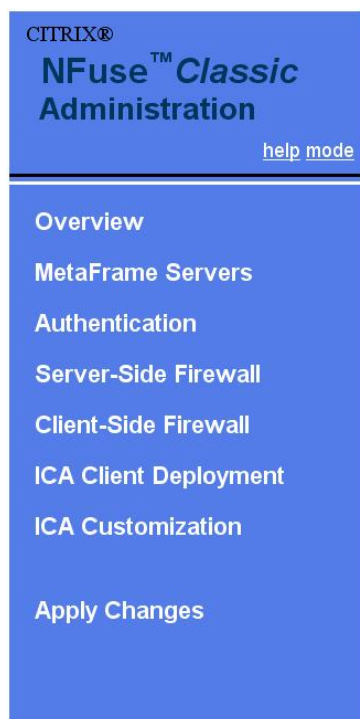 CITRIX®
NFuse™Classic
Administration
help mode
Overview
MetaFrame Servers
Authentication
Server-Side Firewall
Client-Side Firewall
ICA Client Deployment
ICA Customization
Apply Changes